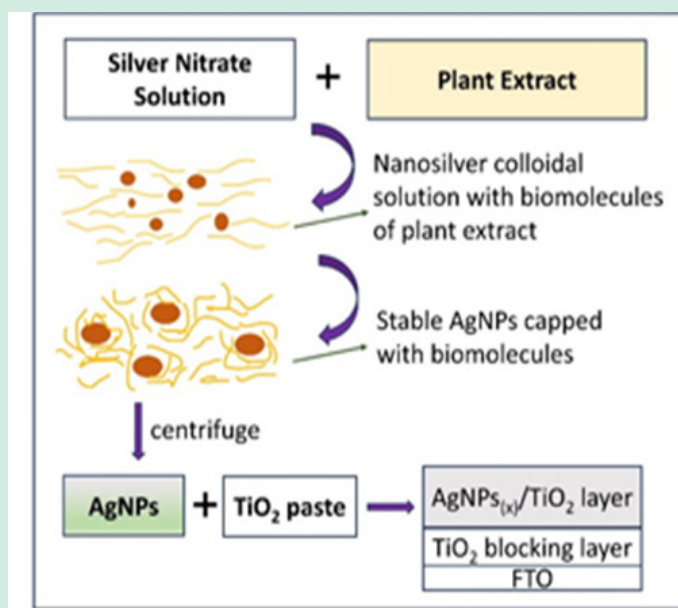 Silver Nitrate
Solution
+
Plant Extract
Nanosilver colloidal
solution with biomolecules
of plant extract
Stable AgNPs capped
with biomolecules
centrifuge
AgNPs
+
TiO₂ paste
AgNPs₍ₓ₎/TiO₂ layer
TiO₂ blocking layer
FTO